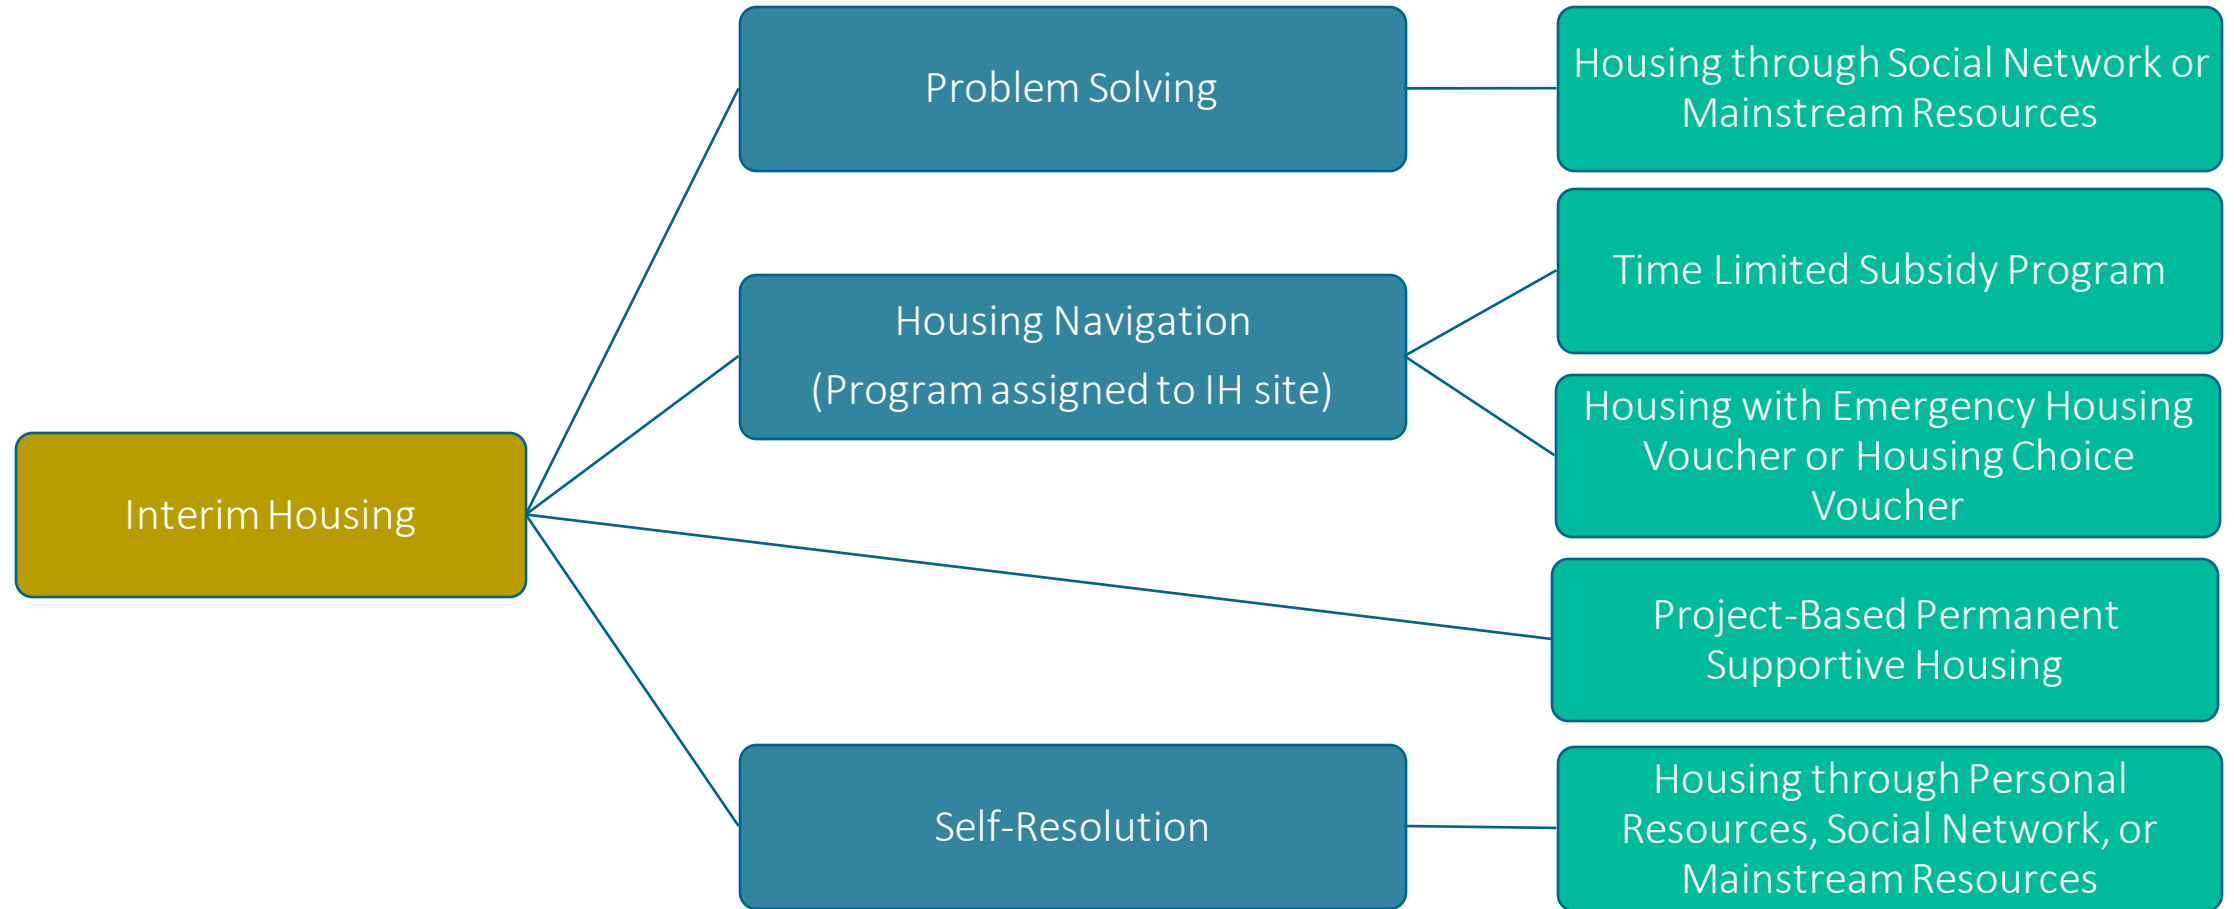 Problem Solving
Housing through Social Network or
Mainstream Resources
Time Limited Subsidy Program
Housing Navigation
(Program assigned to IH site)
Housing with Emergency Housing
Voucher or Housing Choice
Voucher
Interim Housing
Project-Based Permanent
Supportive Housing
Self-Resolution
Housing through Personal
Resources, Social Network, or
Mainstream Resources